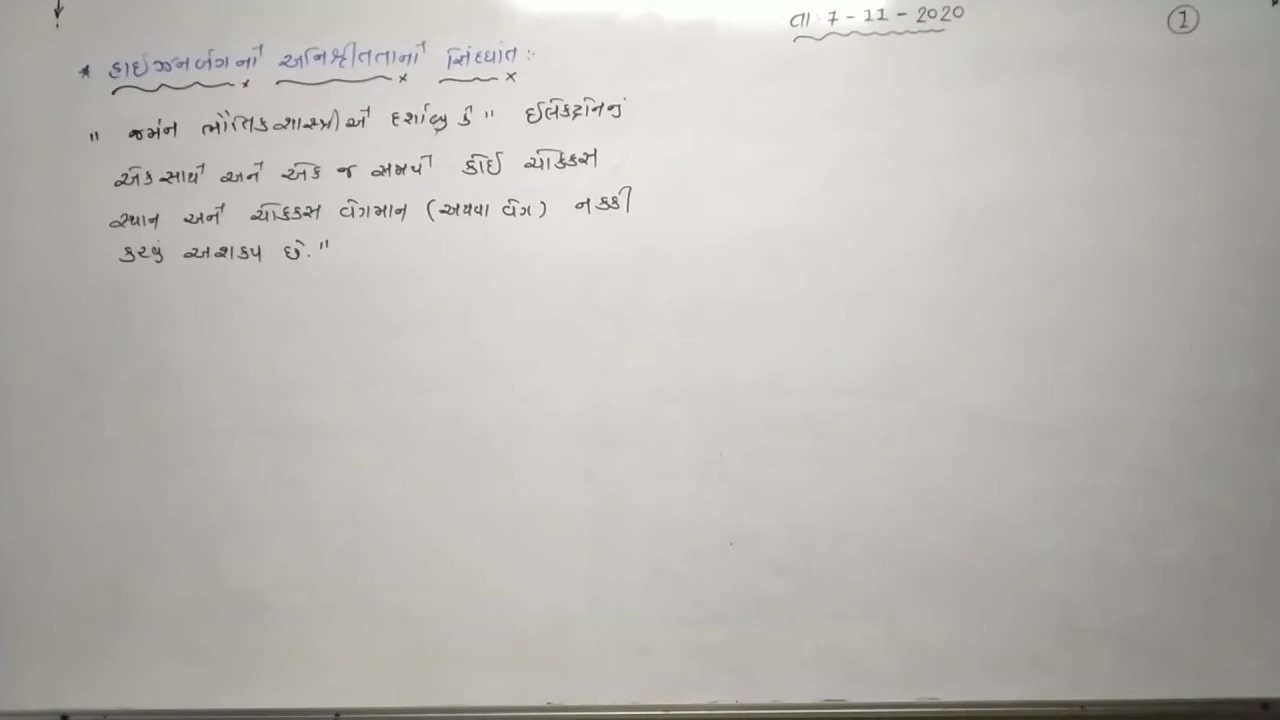 તા. 7 - 11 - 2020
1
* હાઈઝનબર્ગનો અનિશ્ચીતતાનો સિધ્ધાંત :-
" જર્મન ભૌતિકશાસ્ત્રીએ દર્શાવ્યુ કે " ઈલેકટ્રોનનું
એકસાથે અને એક જ સમયે કોઈ ચોક્કસ
સ્થાન અને ચોક્કસ વેગમાન (અથવા વેગ) નક્કી
કરવું અશક્ય છે. "